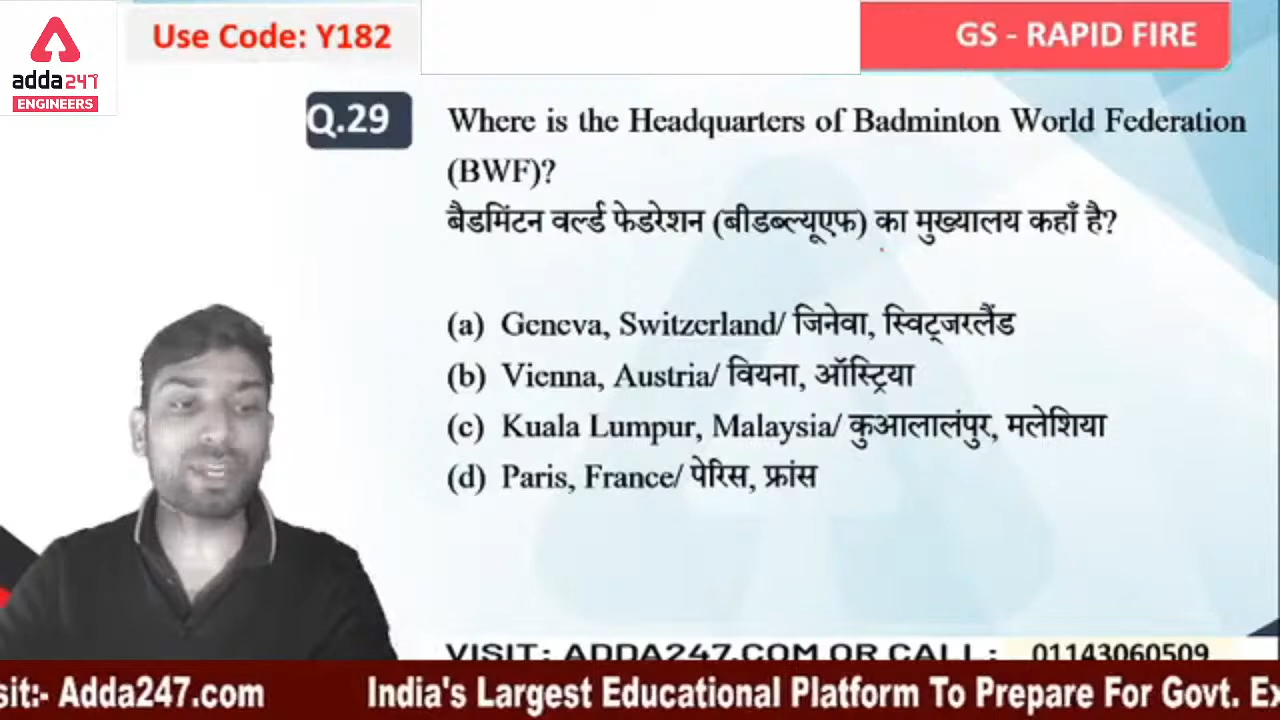 adda247
ENGINEERS
Use Code: Y182
GS - RAPID FIRE
Q.29
Where is the Headquarters of Badminton World Federation
(BWF)?
बैडमिंटन वर्ल्ड फेडरेशन (बीडब्ल्यूएफ) का मुख्यालय कहाँ है?
(a) Geneva, Switzerland/ जिनेवा, स्विट्जरलैंड
(b) Vienna, Austria/ वियना, ऑस्ट्रिया
(c) Kuala Lumpur, Malaysia/ कुआलालंपुर, मलेशिया
(d) Paris, France/ पेरिस, फ्रांस
VISIT: ADDA247.COM OR CALL: 01143060509
sit:- Adda247.com India's Largest Educational Platform To Prepare For Govt. Ex